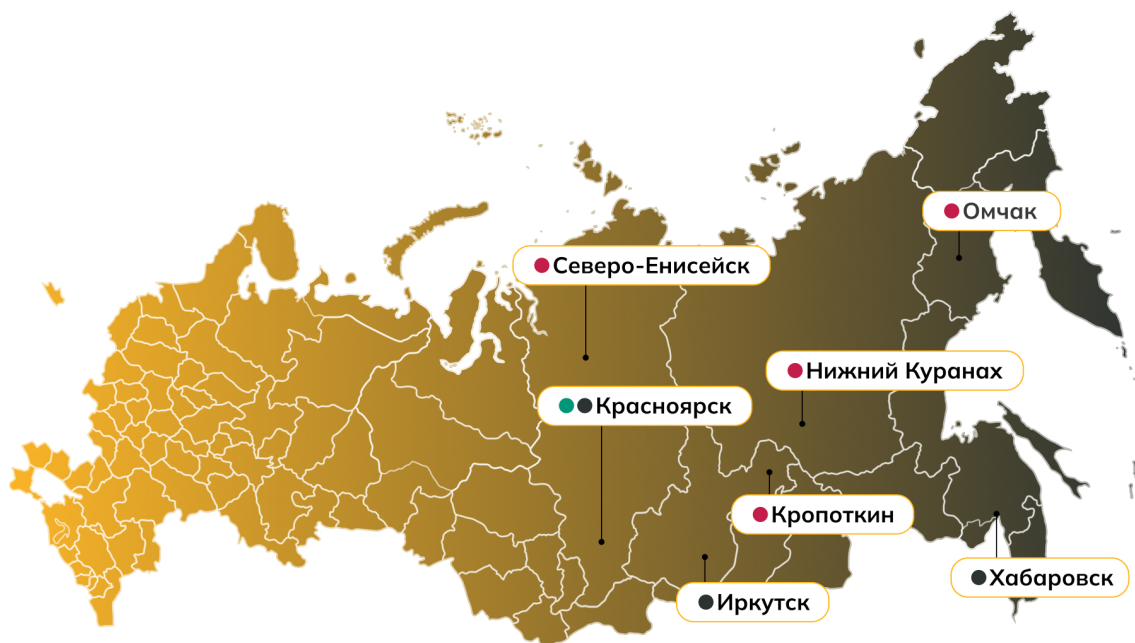 Омчак
Северо-Енисейск
Нижний Куранах
Красноярск
Кропоткин
Хабаровск
Иркутск